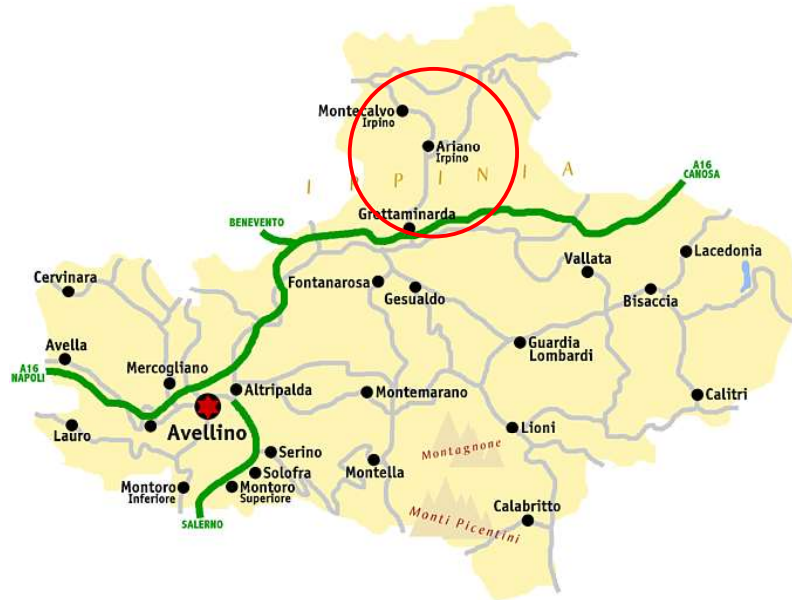 Montecalvo
Irpino
Ariano
Irpino
IRPINIA
A16
CANOSA
BENEVENTO
Grottaminarda
Lacedonia
Vallata
Cervinara
Fontanarosa
Gesualdo
Bisaccia
Avella
A16
NAPOLI
Mercogliano
Guardia
Lombardi
Altripalda
Montemarano
Calitri
Lauro
Avellino
Lioni
Serino
Montagnone
Solofra
Montella
Montoro
Inferiore
Montoro
Superiore
Calabritto
SALERNO
Monti Picentini